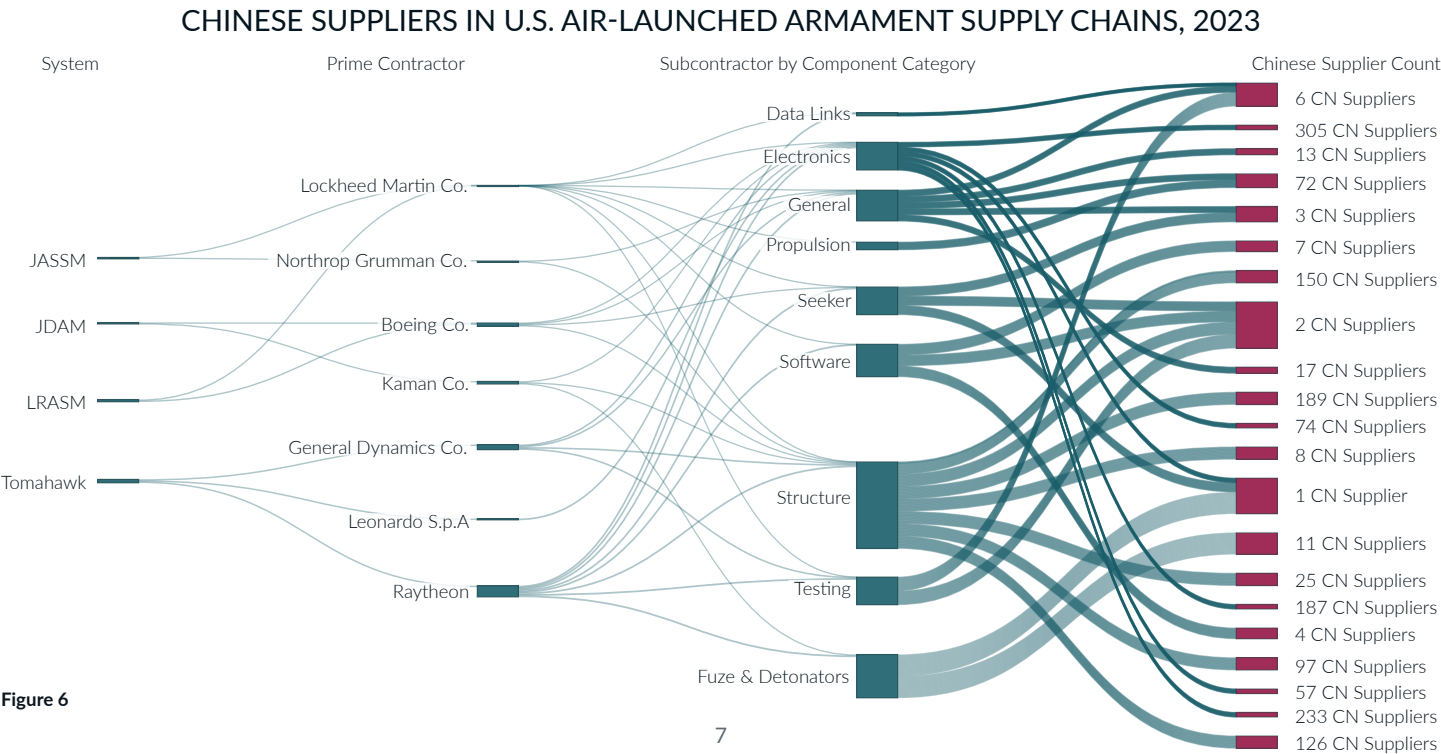 CHINESE SUPPLIERS IN U.S. AIR-LAUNCHED ARMAMENT SUPPLY CHAINS, 2023
System
Prime Contractor
Subcontractor by Component Category
Chinese Supplier Count
JASSM
JDAM
LRASM
Tomahawk
Lockheed Martin Co.
Northrop Grumman Co.
Boeing Co.
Kaman Co.
General Dynamics Co.
Leonardo S.p.A
Raytheon
Data Links
Electronics
General
Propulsion
Seeker
Software
Structure
Testing
Fuze & Detonators
6 CN Suppliers
305 CN Suppliers
13 CN Suppliers
72 CN Suppliers
3 CN Suppliers
7 CN Suppliers
150 CN Suppliers
2 CN Suppliers
17 CN Suppliers
189 CN Suppliers
74 CN Suppliers
8 CN Suppliers
1 CN Supplier
11 CN Suppliers
25 CN Suppliers
187 CN Suppliers
4 CN Suppliers
97 CN Suppliers
57 CN Suppliers
233 CN Suppliers
126 CN Suppliers
Figure 6
7